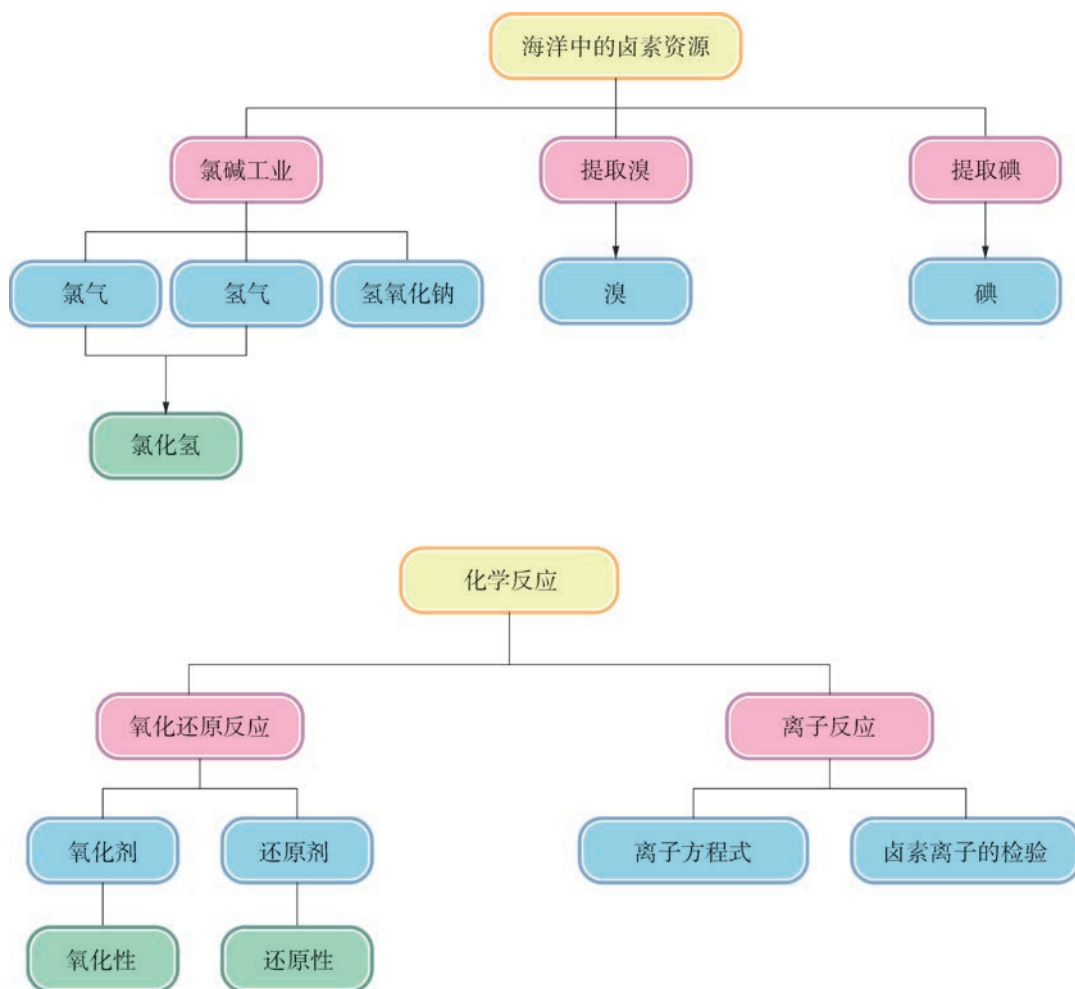 海洋中的卤素资源
氯碱工业
提取溴
提取碘
氯气
氢气
氢氧化钠
溴
碘
氯化氢
化学反应
氧化还原反应
离子反应
氧化剂
还原剂
离子方程式
卤素离子的检验
氧化性
还原性